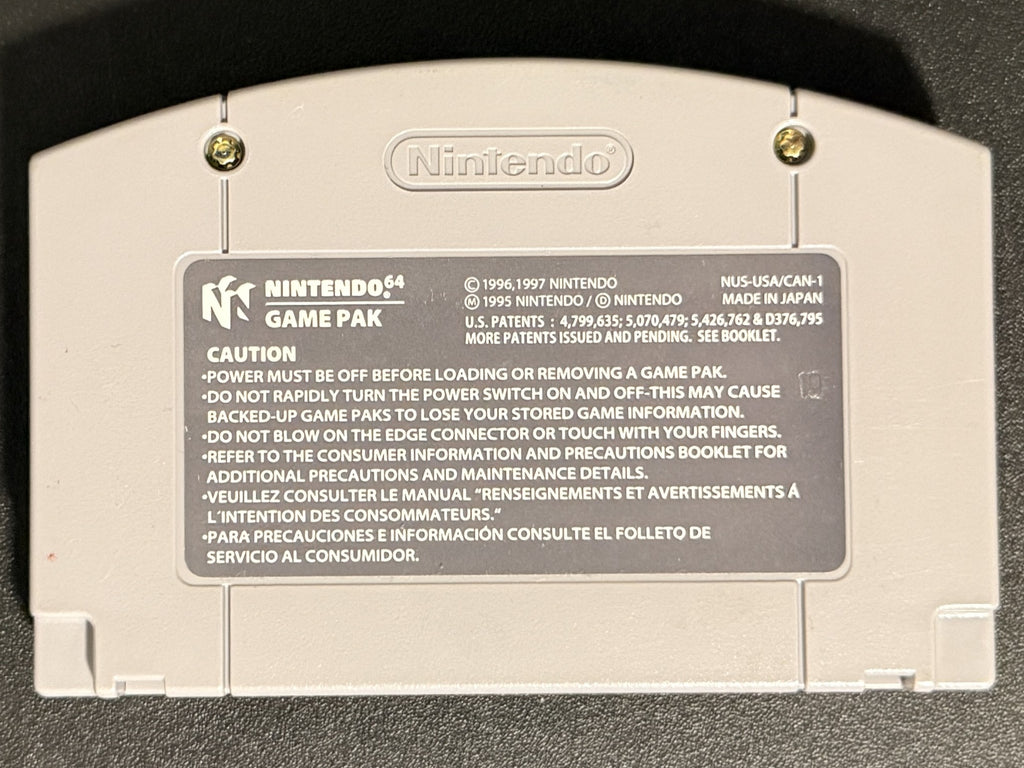 Nintendo®
NINTENDO64
GAME PAK
© 1996,1997 NINTENDO
Ⓜ 1995 NINTENDO / Ⓓ NINTENDO
NUS-USA/CAN-1
MADE IN JAPAN
U.S. PATENTS : 4,799,635; 5,070,479; 5,426,762 & D376,795
MORE PATENTS ISSUED AND PENDING. SEE BOOKLET.
CAUTION
•POWER MUST BE OFF BEFORE LOADING OR REMOVING A GAME PAK.
•DO NOT RAPIDLY TURN THE POWER SWITCH ON AND OFF-THIS MAY CAUSE
BACKED-UP GAME PAKS TO LOSE YOUR STORED GAME INFORMATION.
•DO NOT BLOW ON THE EDGE CONNECTOR OR TOUCH WITH YOUR FINGERS.
•REFER TO THE CONSUMER INFORMATION AND PRECAUTIONS BOOKLET FOR
ADDITIONAL PRECAUTIONS AND MAINTENANCE DETAILS.
•VEUILLEZ CONSULTER LE MANUAL "RENSEIGNEMENTS ET AVERTISSEMENTS Á
L'INTENTION DES CONSOMMATEURS."
•PARA PRECAUCIONES E INFORMACIÓN CONSULTE EL FOLLETO DE
SERVICIO AL CONSUMIDOR.